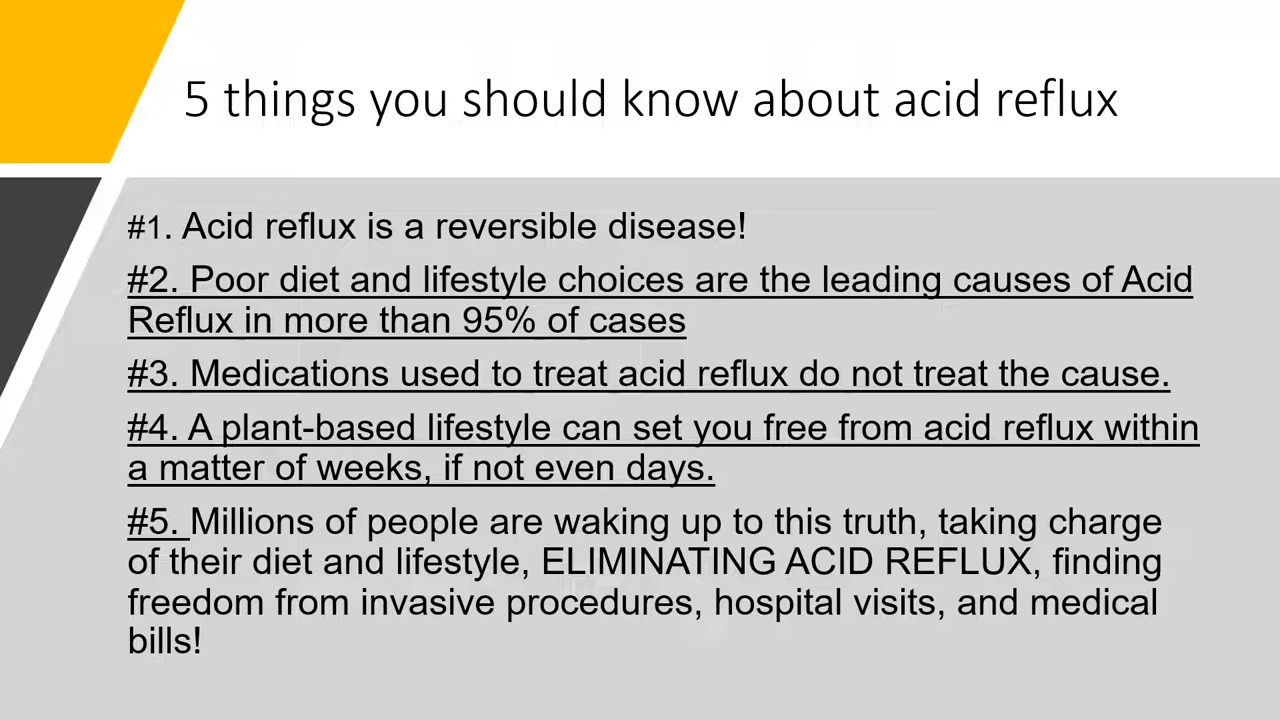 5 things you should know about acid reflux
#1. Acid reflux is a reversible disease!
#2. Poor diet and lifestyle choices are the leading causes of Acid
Reflux in more than 95% of cases
#3. Medications used to treat acid reflux do not treat the cause.
#4. A plant-based lifestyle can set you free from acid reflux within
a matter of weeks, if not even days.
#5. Millions of people are waking up to this truth, taking charge
of their diet and lifestyle, ELIMINATING ACID REFLUX, finding
freedom from invasive procedures, hospital visits, and medical
bills!